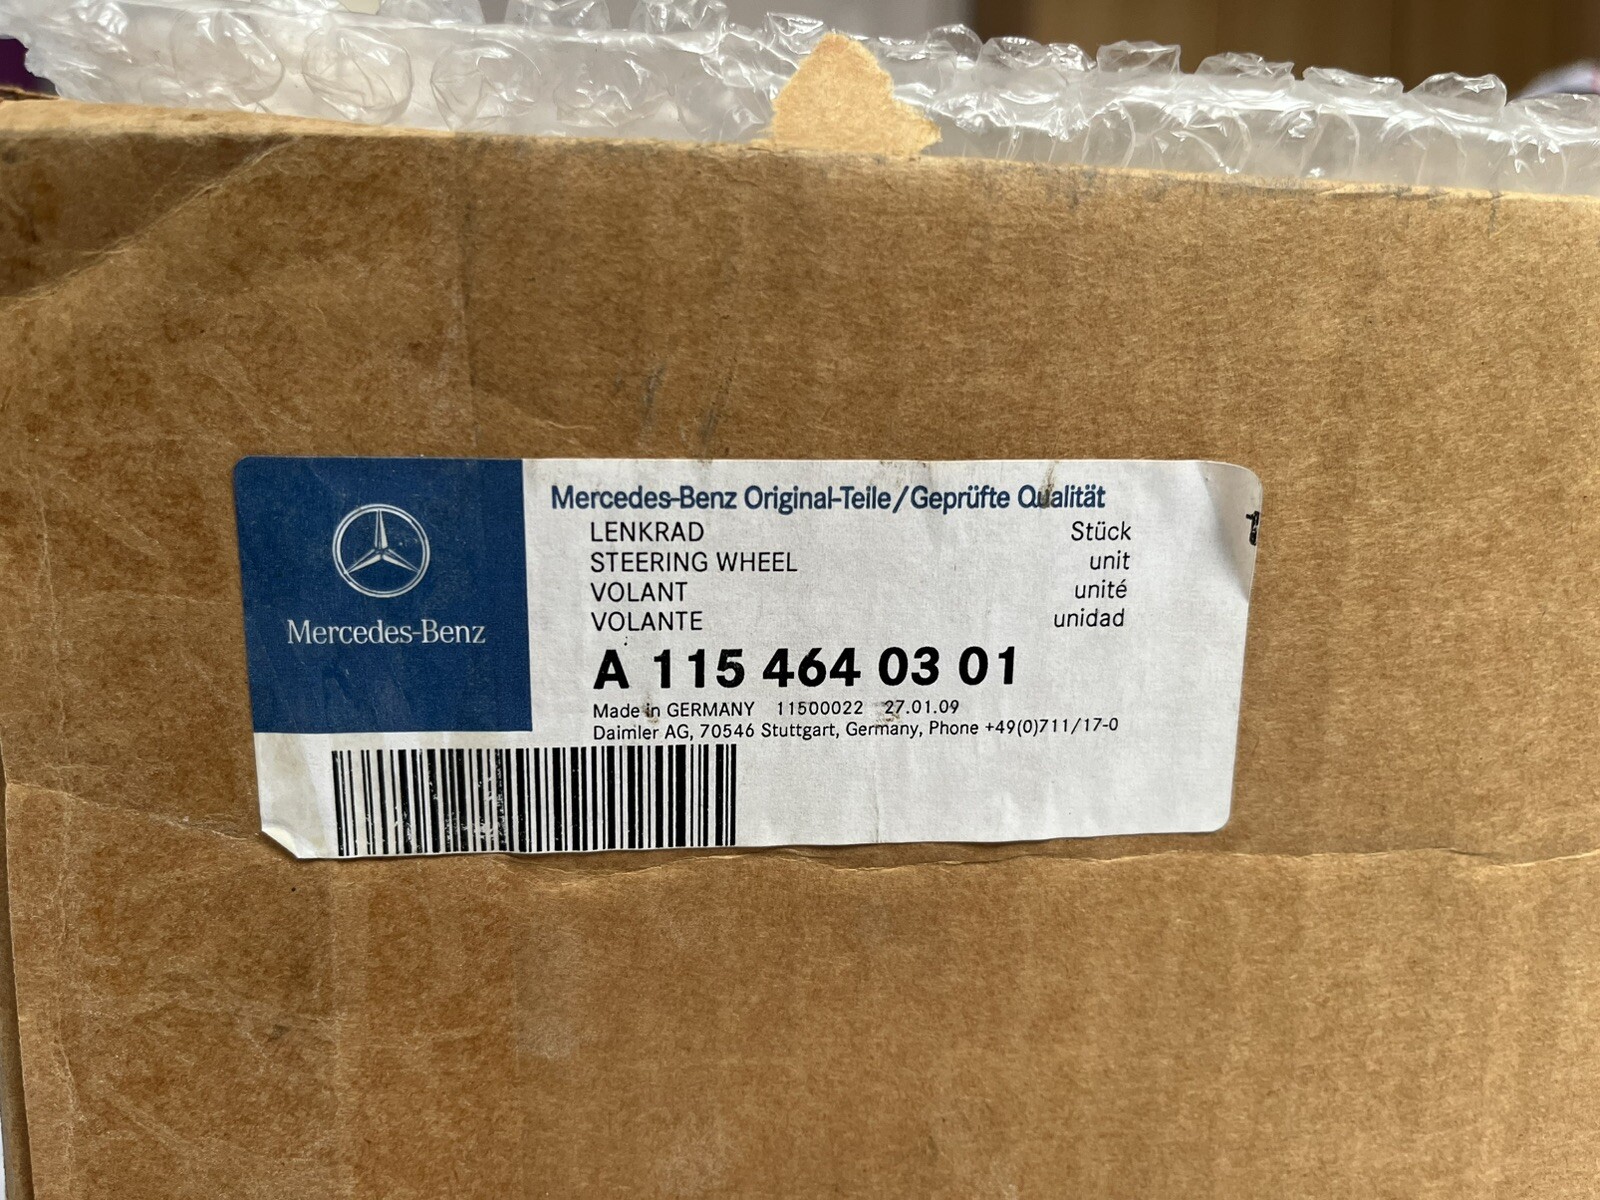 Mercedes-Benz
Mercedes-Benz Original-Teile/Geprüfte Qualität
LENKRAD Stück
STEERING WHEEL unit
VOLANT unité
VOLANTE unidad
A 115 464 03 01
Made in GERMANY 11500022 27.01.09
Daimler AG, 70546 Stuttgart, Germany, Phone +49(0)711/17-0